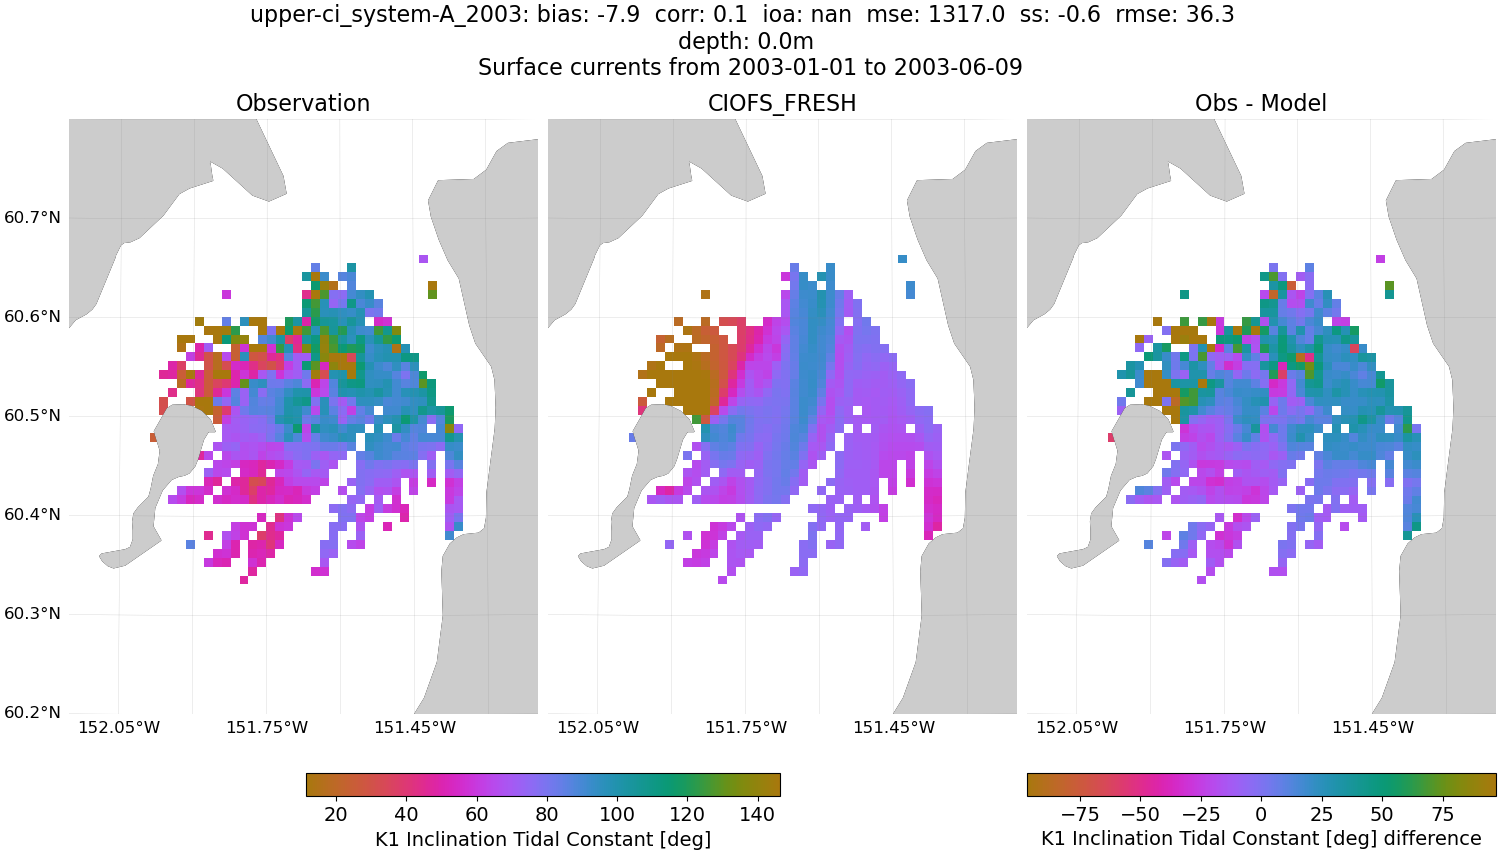 upper-ci_system-A_2003: bias: -7.9  corr: 0.1  ioa: nan  mse: 1317.0  ss: -0.6  rmse: 36.3
depth: 0.0m
Surface currents from 2003-01-01 to 2003-06-09
Observation
CIOFS_FRESH
Obs - Model
60.7°N
60.6°N
60.5°N
60.4°N
60.3°N
60.2°N
152.05°W 151.75°W 151.45°W
152.05°W 151.75°W 151.45°W
152.05°W 151.75°W 151.45°W
20 40 60 80 100 120 140
K1 Inclination Tidal Constant [deg]
−75 −50 −25 0 25 50 75
K1 Inclination Tidal Constant [deg] difference